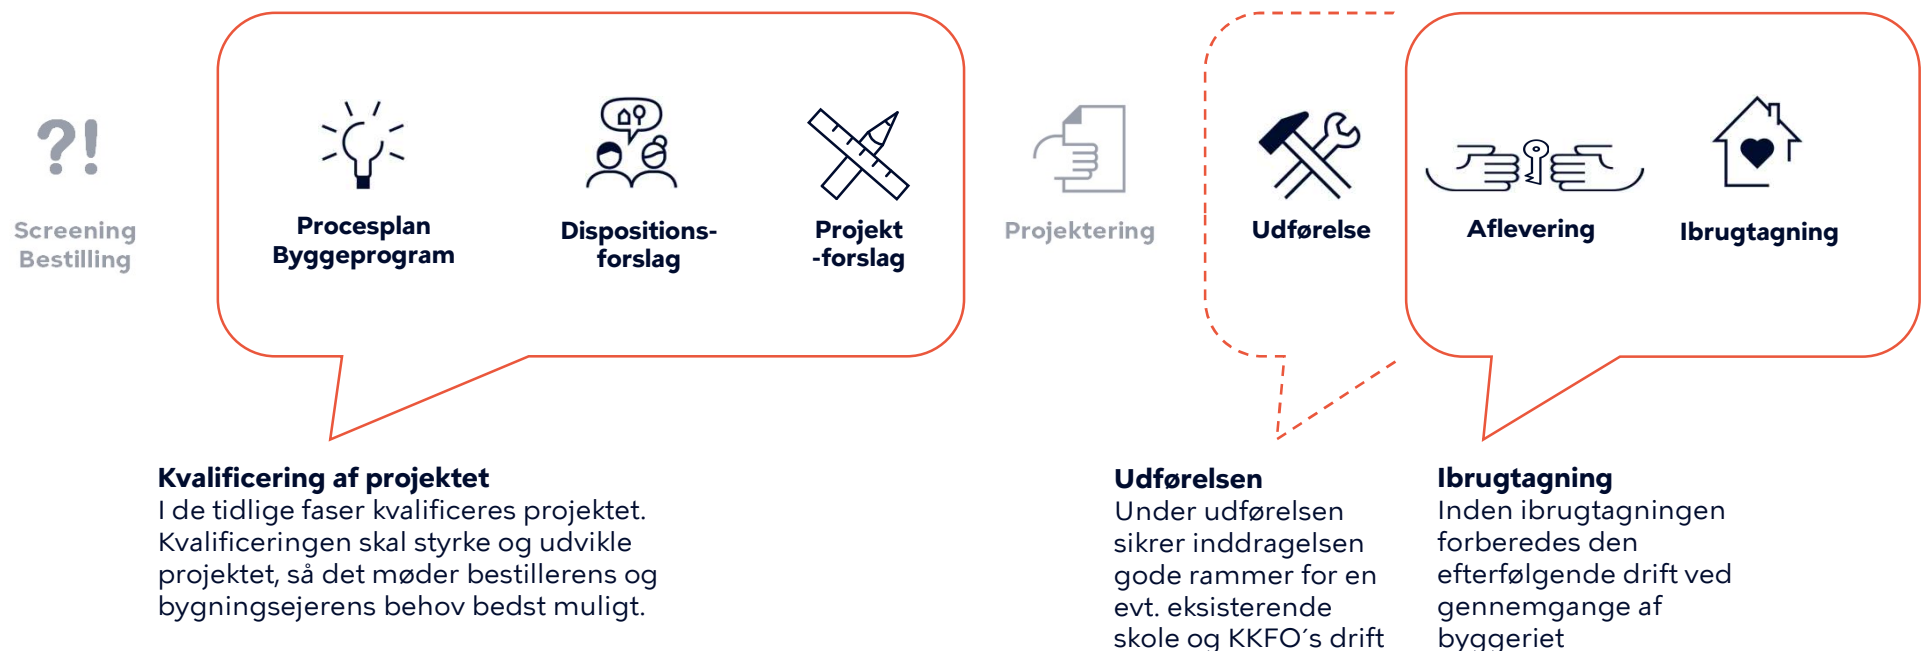 ?!
Screening
Bestilling
Procesplan
Byggeprogram
Dispositions-
forslag
Projekt
-forslag
Projektering
Udførelse
Aflevering
Ibrugtagning
Kvalificering af projektet
I de tidlige faser kvalificeres projektet.
Kvalificeringen skal styrke og udvikle
projektet, så det møder bestillerens og
bygningsejerens behov bedst muligt.
Udførelsen
Under udførelsen
sikrer inddragelsen
gode rammer for en
evt. eksisterende
skole og KKFO´s drift
Ibrugtagning
Inden ibrugtagningen
forberedes den
efterfølgende drift ved
gennemgange af
byggeriet